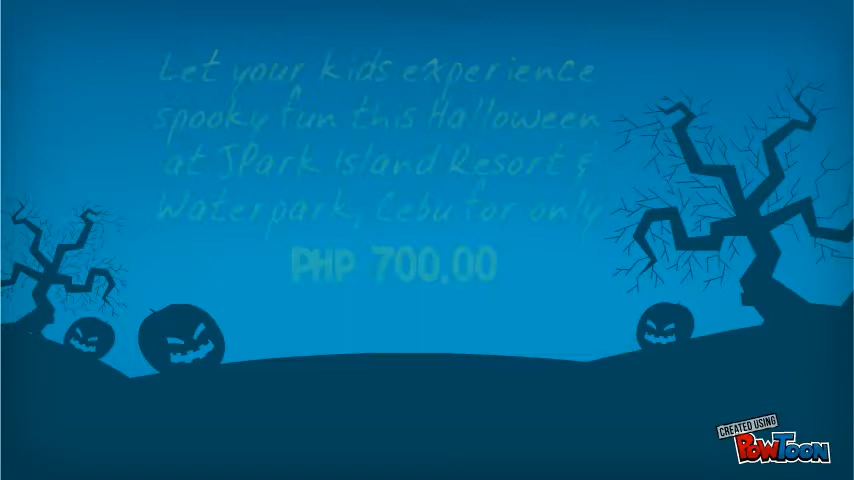 Let your kids experience
spooky fun this Halloween
at JPark Island Resort &
Waterpark, Cebu for only
PHP 700.00
CREATED USING
POWTOON